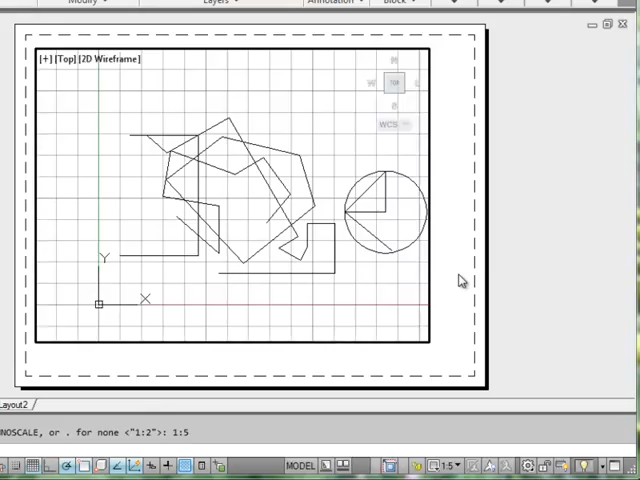 Modify
Layers
Annotation
Block
[+] [Top] [2D Wireframe]
N
W
TOP
S
WCS
Y
X
Layout2
NOSCALE, or . for none <"1:2">: 1:5
MODEL
1:5